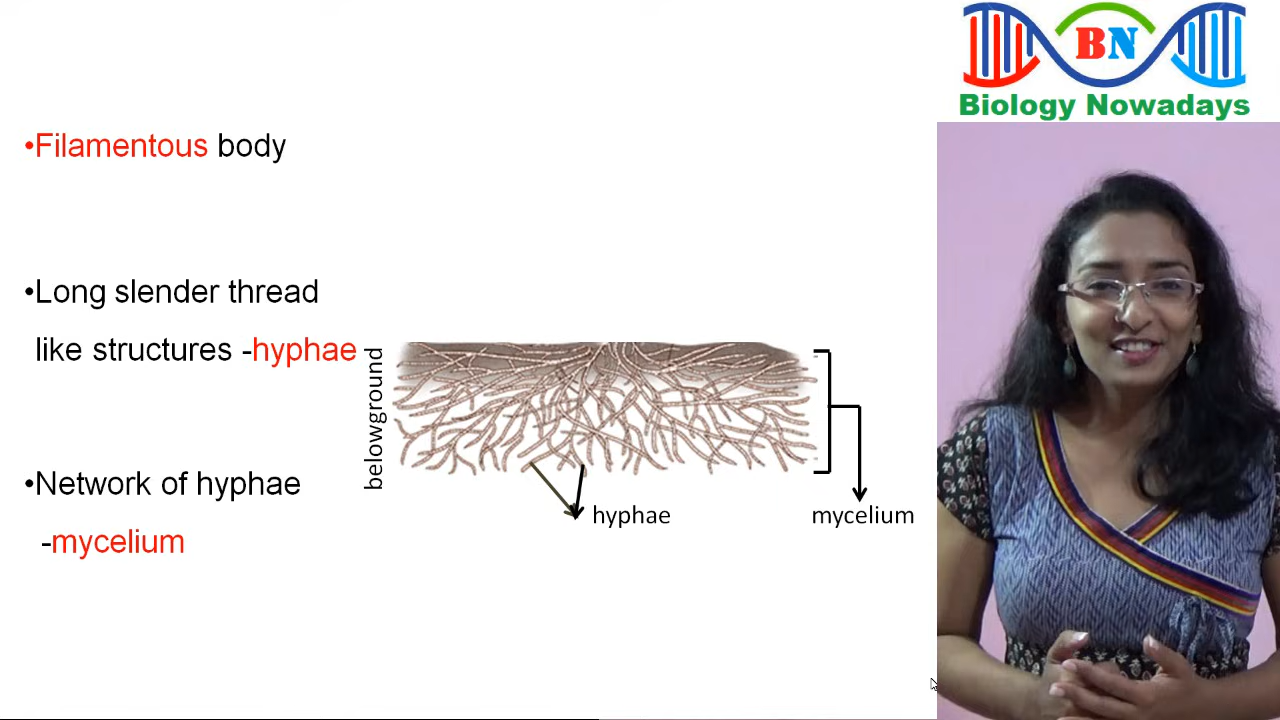 BN
Biology Nowadays
•Filamentous body
•Long slender thread
like structures -hyphae
•Network of hyphae
-mycelium
belowground
hyphae
mycelium